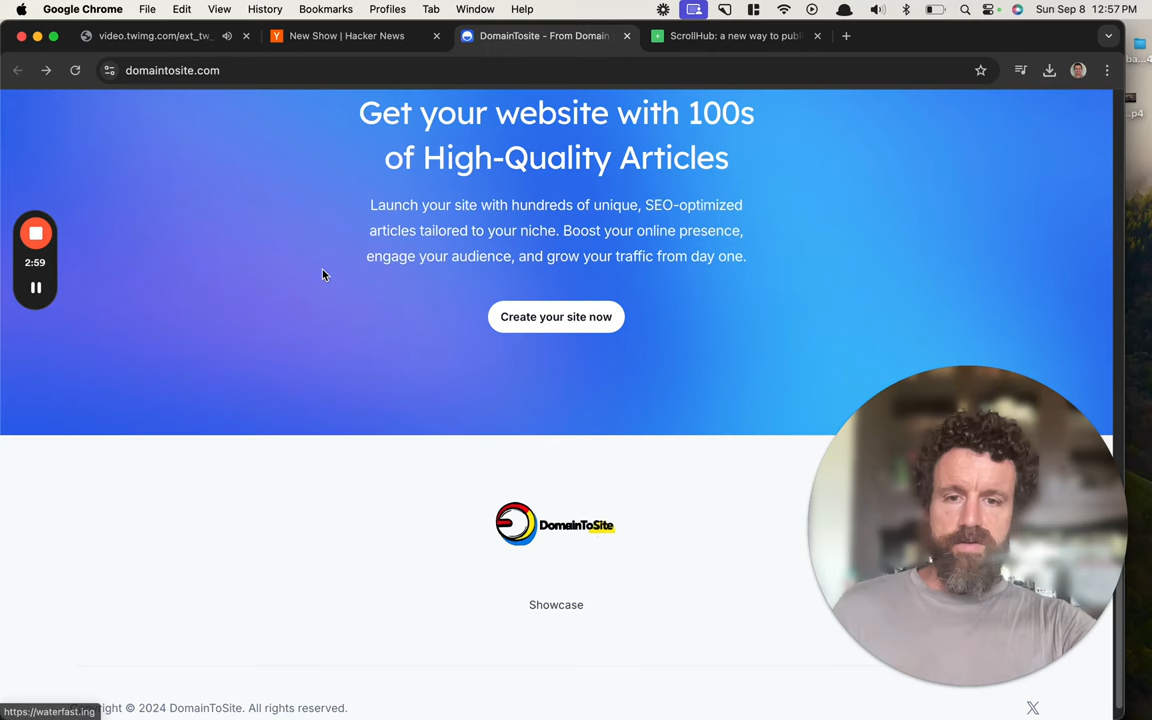 Google Chrome File Edit View History Bookmarks Profiles Tab Window Help Sun Sep 8 12:57 PM
video.twimg.com/ext_tw_ New Show | Hacker News DomainTosite - From Domain ScrollHub: a new way to publ
domaintosite.com
Get your website with 100s
of High-Quality Articles
Launch your site with hundreds of unique, SEO-optimized
articles tailored to your niche. Boost your online presence,
engage your audience, and grow your traffic from day one.
2:59
Create your site now
DomainToSite
Showcase
https://waterfast.ing
right © 2024 DomainToSite. All rights reserved.